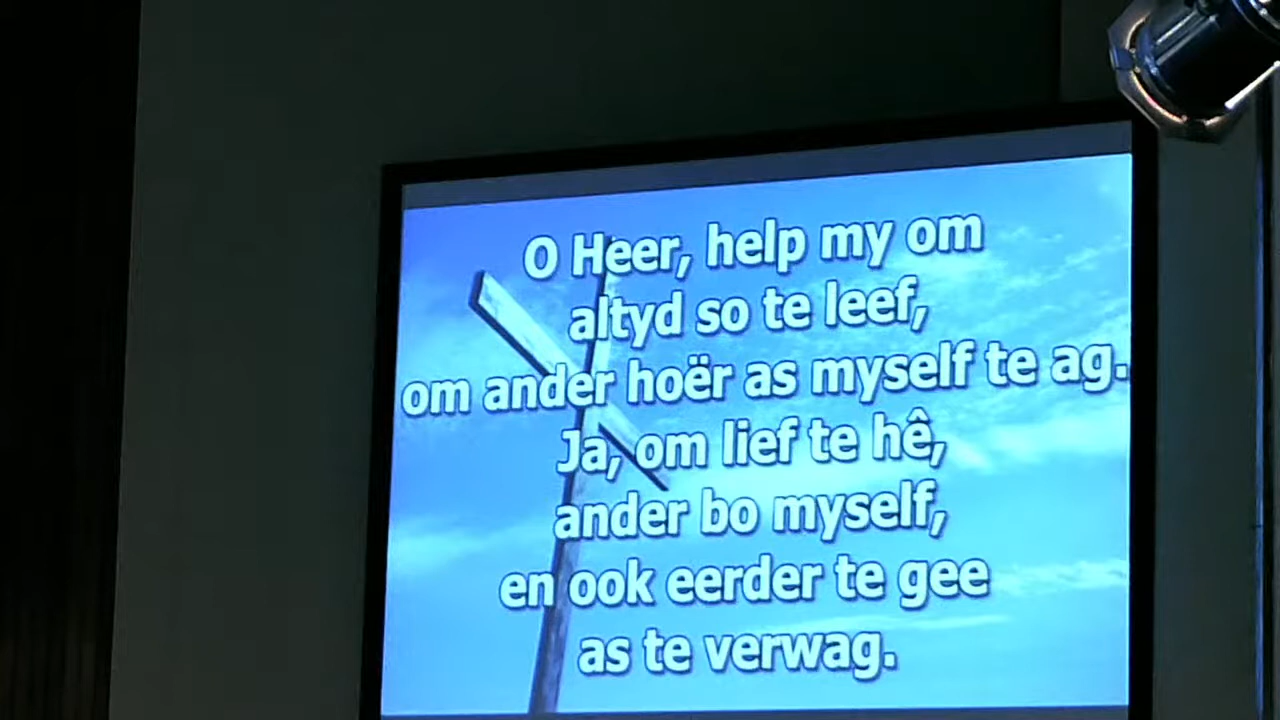 O Heer, help my om
altyd so te leef,
om ander hoër as myself te ag.
Ja, om lief te hê,
ander bo myself,
en ook eerder te gee
as te verwag.